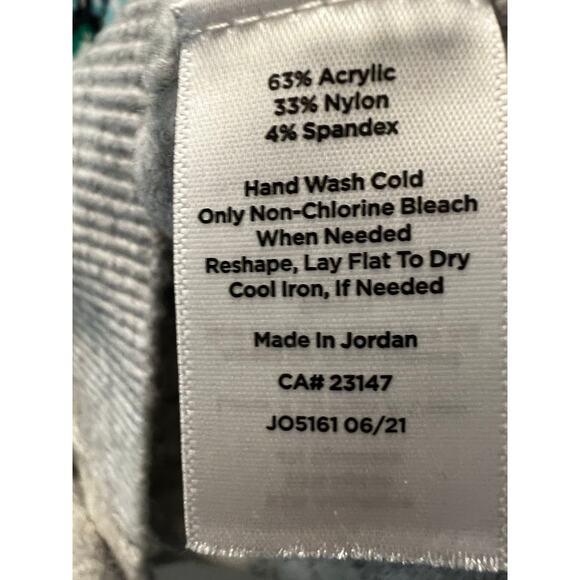 63% Acrylic
33% Nylon
4% Spandex
Hand Wash Cold
Only Non-Chlorine Bleach
When Needed
Reshape, Lay Flat To Dry
Cool Iron, If Needed
Made In Jordan
CA# 23147
JO5161 06/21